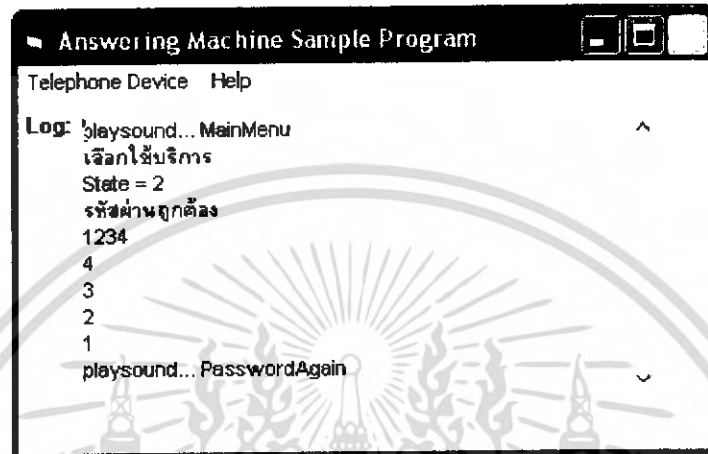 Answering Machine Sample Program
Telephone Device Help
Log: playsound... MainMenu
เลือกใช้บริการ
State = 2
รหัสผ่านถูกต้อง
1234
4
3
2
1
playsound... PasswordAgain